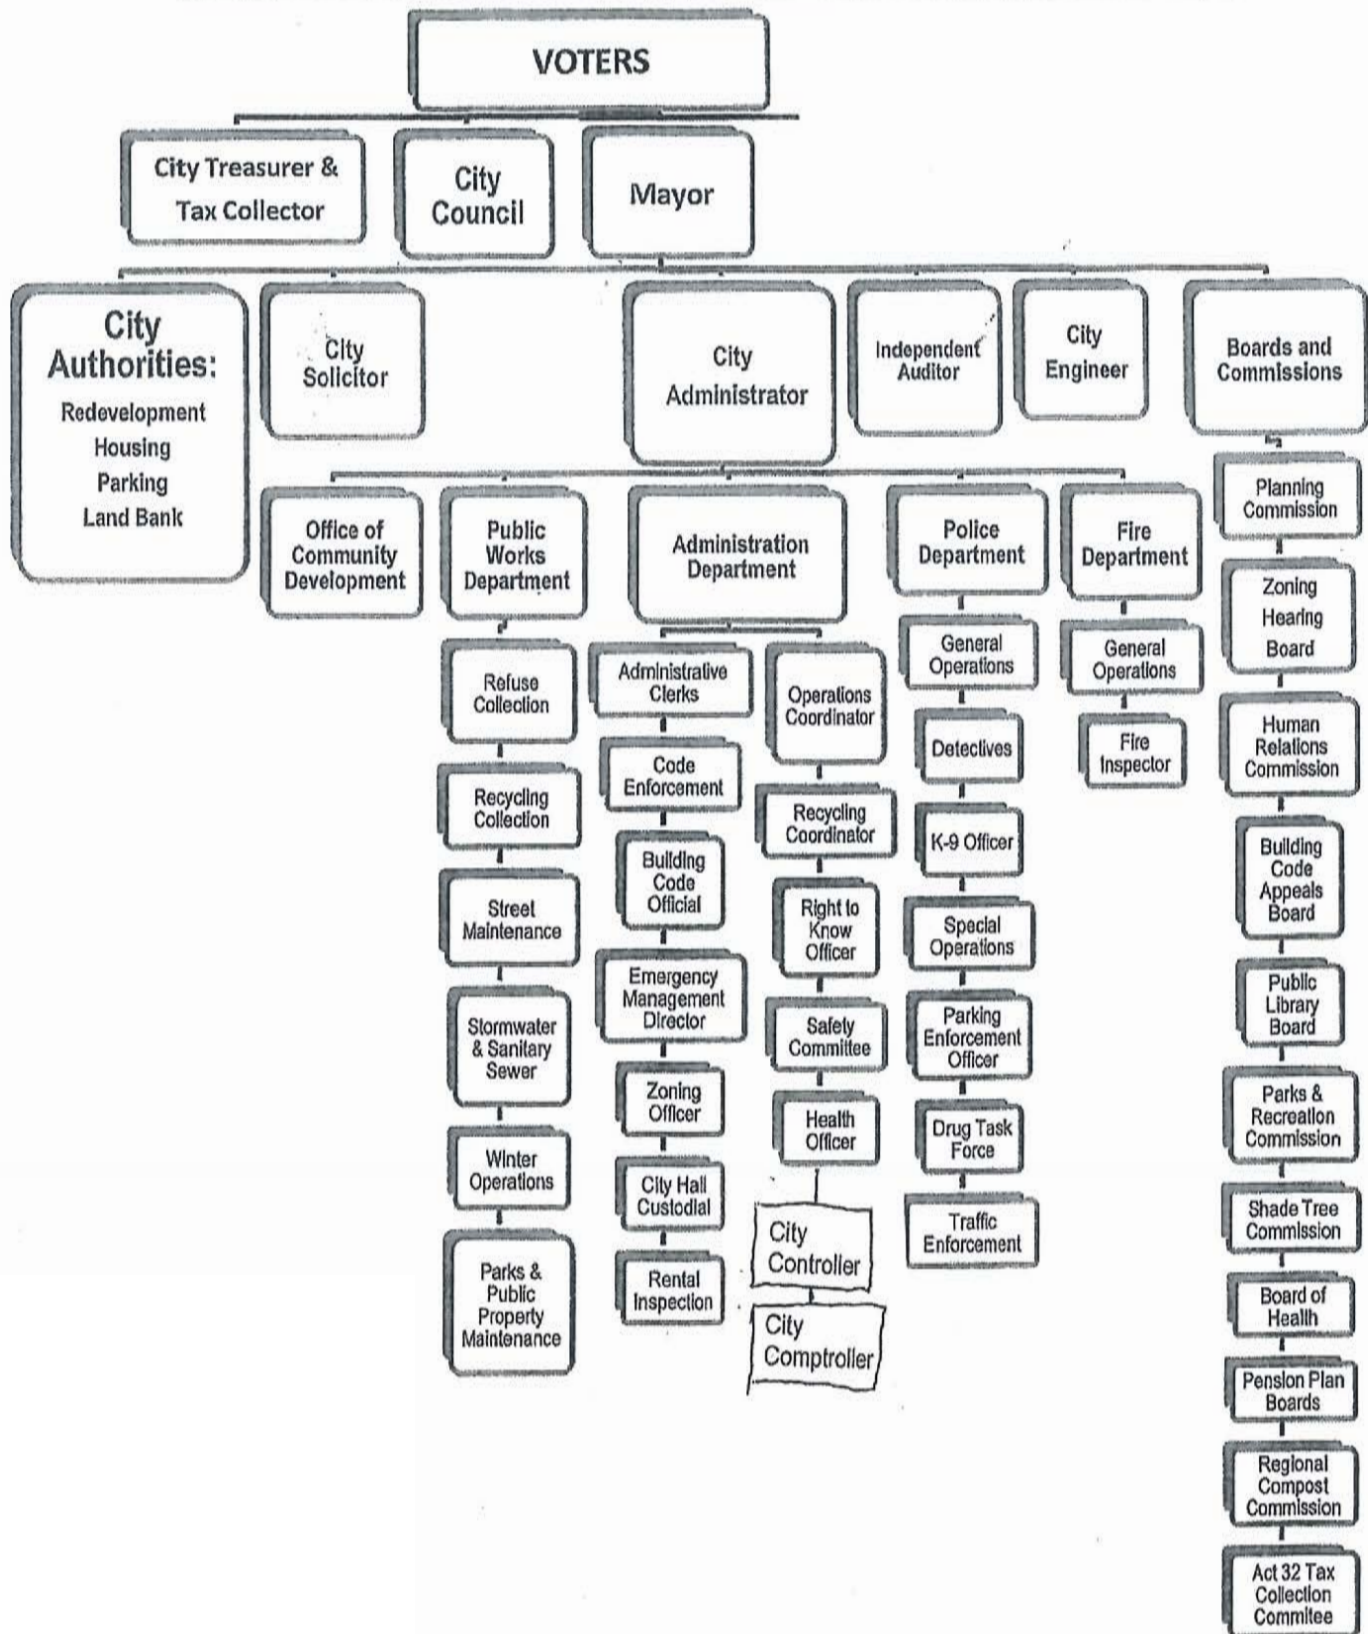 VOTERS
City Treasurer &
Tax Collector
City
Council
Mayor
City
Authorities:
Redevelopment
Housing
Parking
Land Bank
City
Solicitor
City
Administrator
Independent
Auditor
City
Engineer
Boards and
Commissions
Office of
Community
Development
Public
Works
Department
Administration
Department
Police
Department
Fire
Department
Refuse
Collection
Recycling
Collection
Street
Maintenance
Stormwater
& Sanitary
Sewer
Winter
Operations
Parks &
Public
Property
Maintenance
Administrative
Clerks
Code
Enforcement
Building
Code
Official
Emergency
Management
Director
Zoning
Officer
City Hall
Custodial
Rental
Inspection
Operations
Coordinator
Recycling
Coordinator
Right to
Know
Officer
Safety
Committee
Health
Officer
City
Controller
City
Comptroller
General
Operations
Detectives
K-9 Officer
Special
Operations
Parking
Enforcement
Officer
Drug Task
Force
Traffic
Enforcement
General
Operations
Fire
Inspector
Planning
Commission
Zoning
Hearing
Board
Human
Relations
Commission
Building
Code
Appeals
Board
Public
Library
Board
Parks &
Recreation
Commission
Shade Tree
Commission
Board of
Health
Pension Plan
Boards
Regional
Compost
Commission
Act 32 Tax
Collection
Commitee